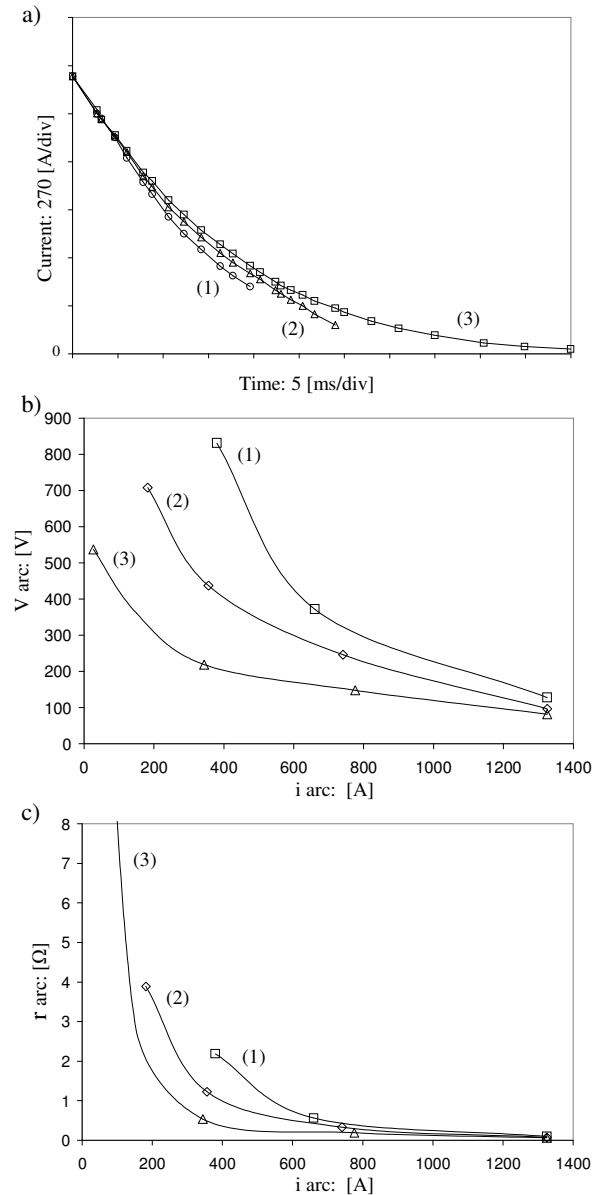 a)
Current: 270 [A/div]
0
(1)
(2)
(3)
Time: 5 [ms/div]
b)
V arc: [V]
900
800
700
600
500
400
300
200
100
0
(1)
(2)
(3)
0 200 400 600 800 1000 1200 1400
i arc: [A]
c)
r arc: [Ω]
8
7
6
5
4
3
2
1
0
(3)
(2)
(1)
0 200 400 600 800 1000 1200 1400
i arc: [A]